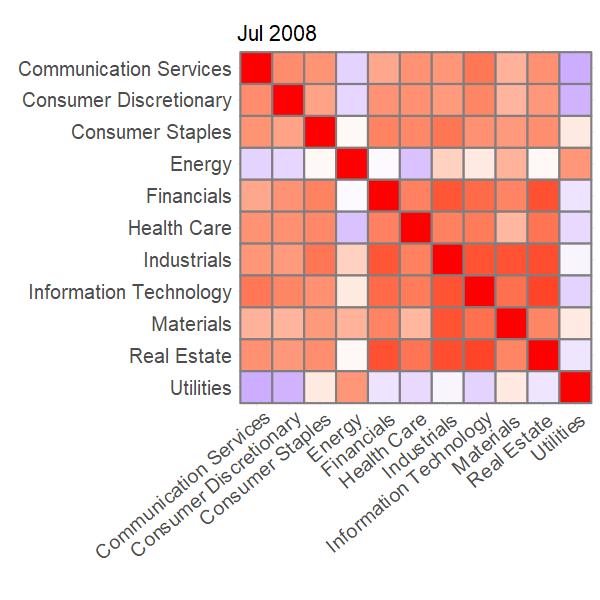 Jul 2008
Communication Services
Consumer Discretionary
Consumer Staples
Energy
Financials
Health Care
Industrials
Information Technology
Materials
Real Estate
Utilities
Communication Services
Consumer Discretionary
Consumer Staples
Energy
Financials
Health Care
Industrials
Information Technology
Materials
Real Estate
Utilities